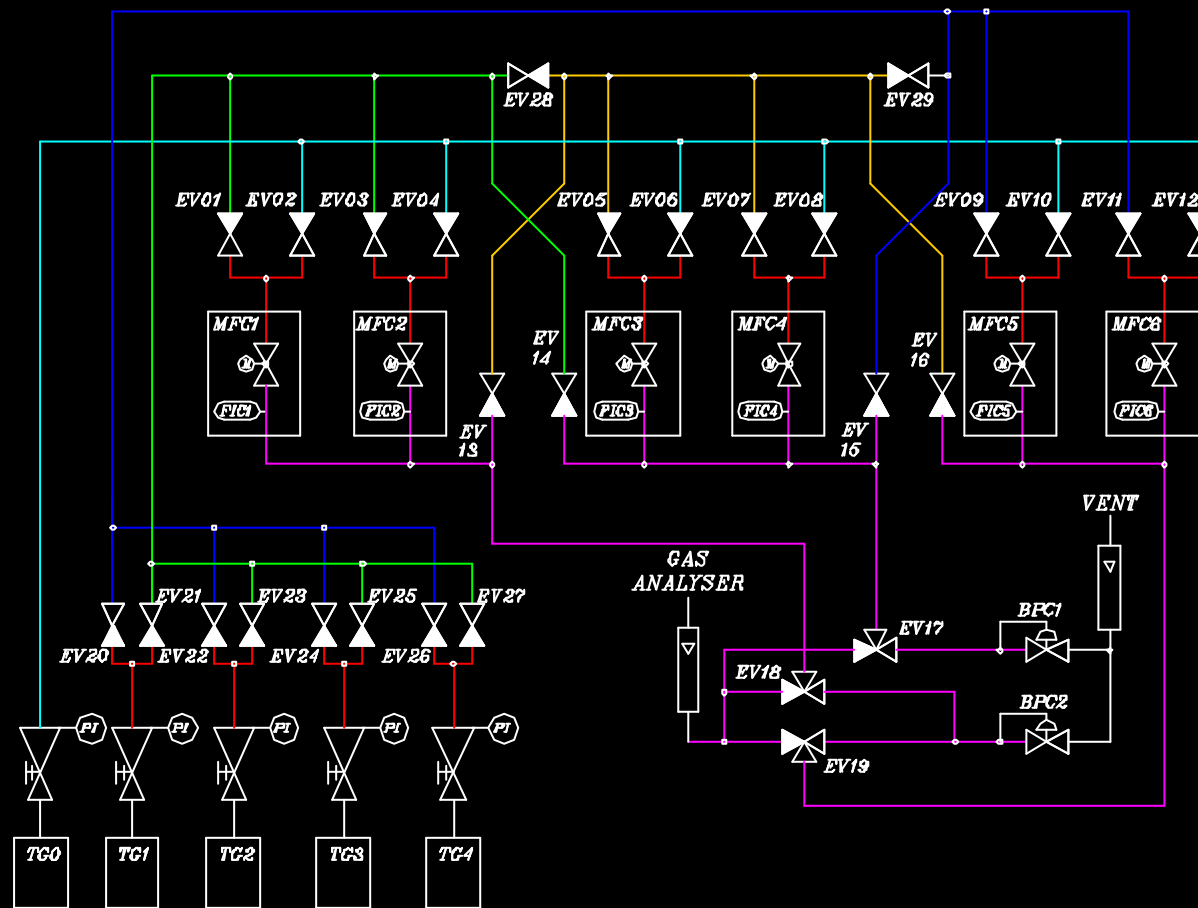 EV28
EV29
EV01
EV02
EV03
EV04
EV05
EV06
EV07
EV08
EV09
EV10
EV11
EV12
MFC1
MFC2
MFC3
MFC4
MFC5
MFC6
EV
14
EV
16
M
M
M
M
M
M
FIC1
FIC2
FIC3
FIC4
FIC5
FIC6
EV
13
EV
15
VENT
GAS
ANALYSER
EV21
EV23
EV25
EV27
BPC1
EV17
EV20
EV22
EV24
EV26
EV18
BPC2
PI
PI
PI
PI
PI
EV19
TG0
TG1
TG2
TG3
TG4